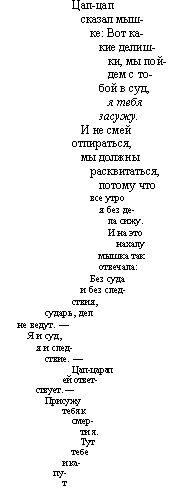 Цап-цап
сказал мыш-
ке: Вот ка-
кие делиш-
ки, мы пой-
дем с то-
бой в суд,
я тебя
засужу.
И не смей
отпираться,
мы должны
расквитаться,
потому что
все утро
я без де-
ла сижу.
И на это
нахалу
мышка так
отвечала:
Без суда
и без след-
ствия,
сударь, дел
не ведут. —
Я и суд,
я и след-
ствие. —
Цап-царап
ей ответ-
ствует. —
Присужу
тебя к
смер-
ти я.
Тут
тебе
и ка-
пу-
т